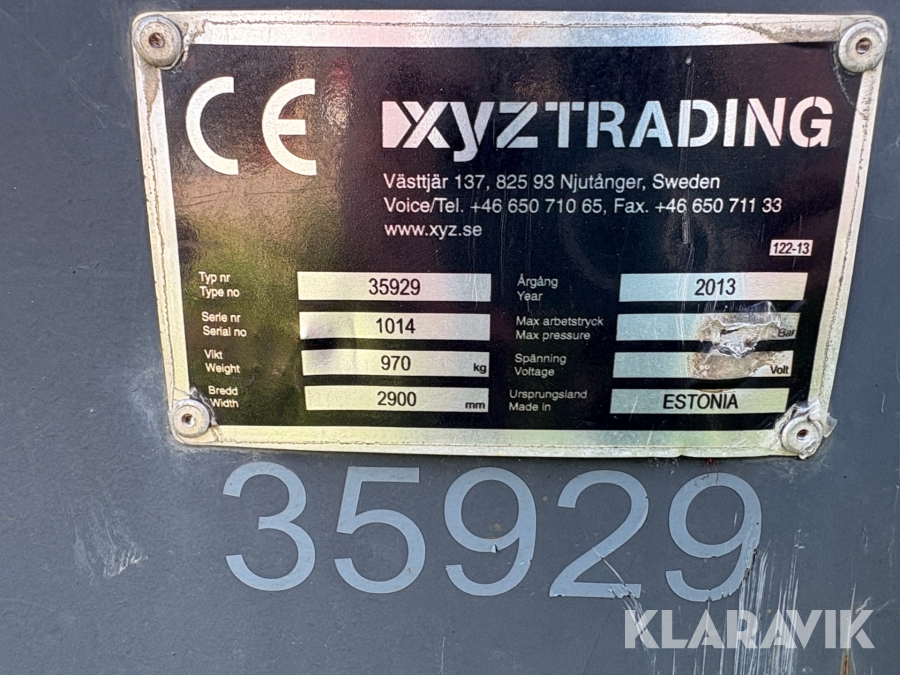 CE XYZTRADING
Västtjär 137, 825 93 Njutånger, Sweden
Voice/Tel. +46 650 710 65, Fax. +46 650 711 33
www.xyz.se
122-13
Typ nr
Type no
35929
Årgång
Year
2013
Serie nr
Serial no
1014
Max arbetstryck
Max pressure
Bar
Vikt
Weight
970 kg
Spänning
Voltage
Volt
Bredd
Width
2900 mm
Ursprungsland
Made in
ESTONIA
35929
KLARAVIK